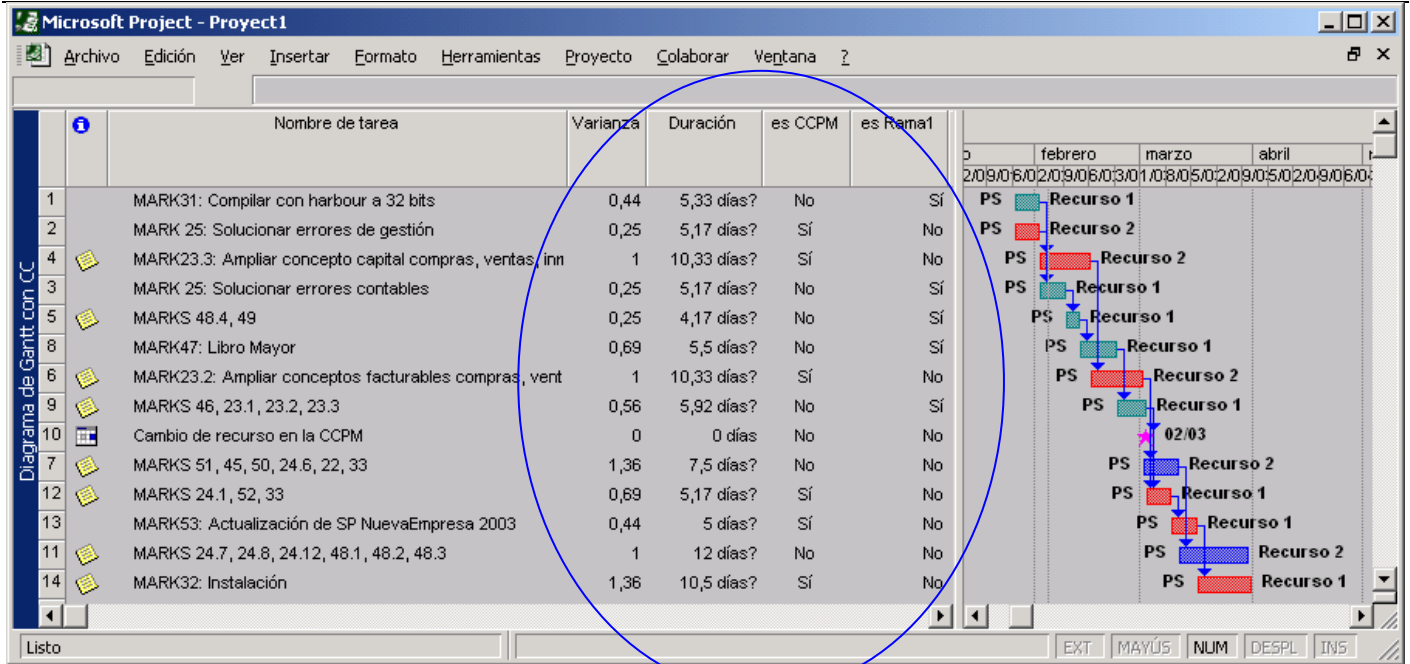 Microsoft Project - Proyect1
Archivo Edición Ver Insertar Formato Herramientas Proyecto Colaborar Ventana ?
Nombre de tarea Varianza Duración es CCPM es Rama1
febrero marzo abril
1 MARK31: Compilar con harbour a 32 bits 0,44 5,33 días? No Sí PS Recurso 1
2 MARK 25: Solucionar errores de gestión 0,25 5,17 días? Sí No PS Recurso 2
4 MARK23.3: Ampliar concepto capital compras, ventas, inm 1 10,33 días? Sí No PS Recurso 2
3 MARK 25: Solucionar errores contables 0,25 5,17 días? No Sí PS Recurso 1
5 MARKS 48.4, 49 0,25 4,17 días? No Sí PS Recurso 1
8 MARK47: Libro Mayor 0,69 5,5 días? No Sí PS Recurso 1
6 MARK23.2: Ampliar conceptos facturables compras, vent 1 10,33 días? Sí No PS Recurso 2
9 MARKS 46, 23.1, 23.2, 23.3 0,56 5,92 días? No Sí PS Recurso 1
10 Cambio de recurso en la CCPM 0 0 días No No 02/03
7 MARKS 51, 45, 50, 24.6, 22, 33 1,36 7,5 días? No No PS Recurso 2
12 MARKS 24.1, 52, 33 0,69 5,17 días? Sí No PS Recurso 1
13 MARK53: Actualización de SP NuevaEmpresa 2003 0,44 5 días? Sí No PS Recurso 1
11 MARKS 24.7, 24.8, 24.12, 48.1, 48.2, 48.3 1 12 días? No No PS Recurso 2
14 MARK32: Instalación 1,36 10,5 días? Sí No PS Recurso 1
Diagrama de Gantt con CC
Listo EXT MAYÚS NUM DESPL INS